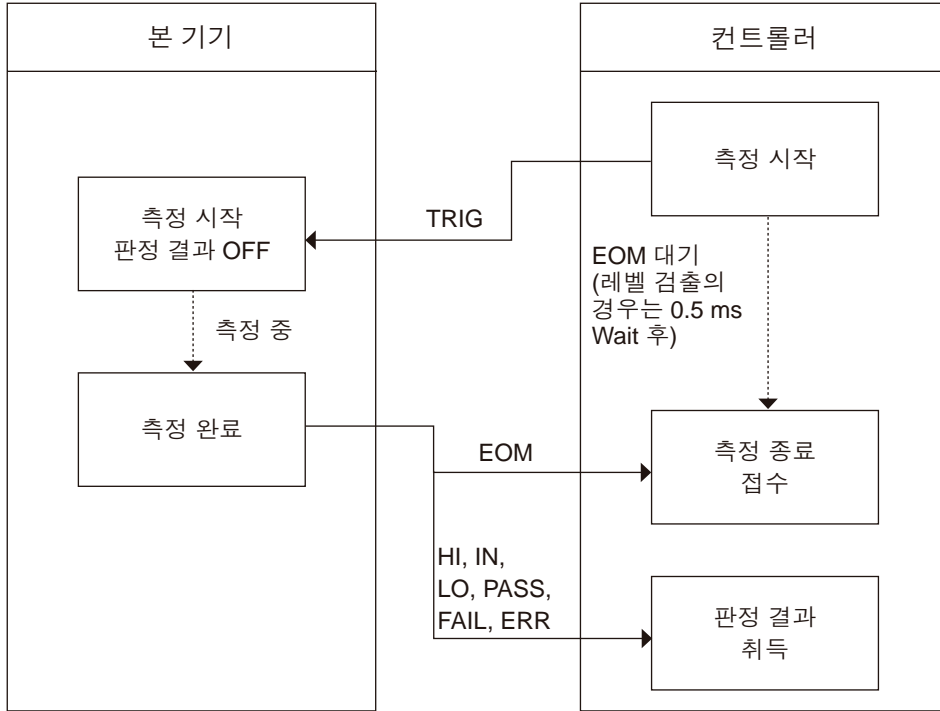 본 기기
컨트롤러
측정 시작
측정 시작
판정 결과 OFF
TRIG
EOM 대기
(레벨 검출의
경우는 0.5 ms
Wait 후)
측정 중
측정 완료
EOM
측정 종료
접수
HI, IN,
LO, PASS,
FAIL, ERR
판정 결과
취득